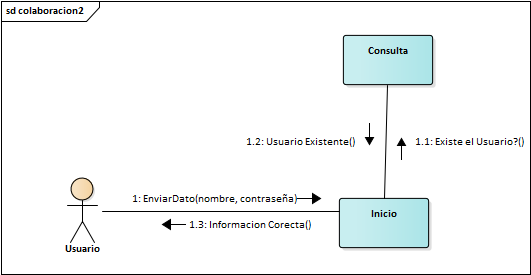 sd colaboracion2
Consulta
1.2: Usuario Existente()
1.1: Existe el Usuario?()
1: EnviarDato(nombre, contraseña)
Inicio
1.3: Informacion Corecta()
Usuario